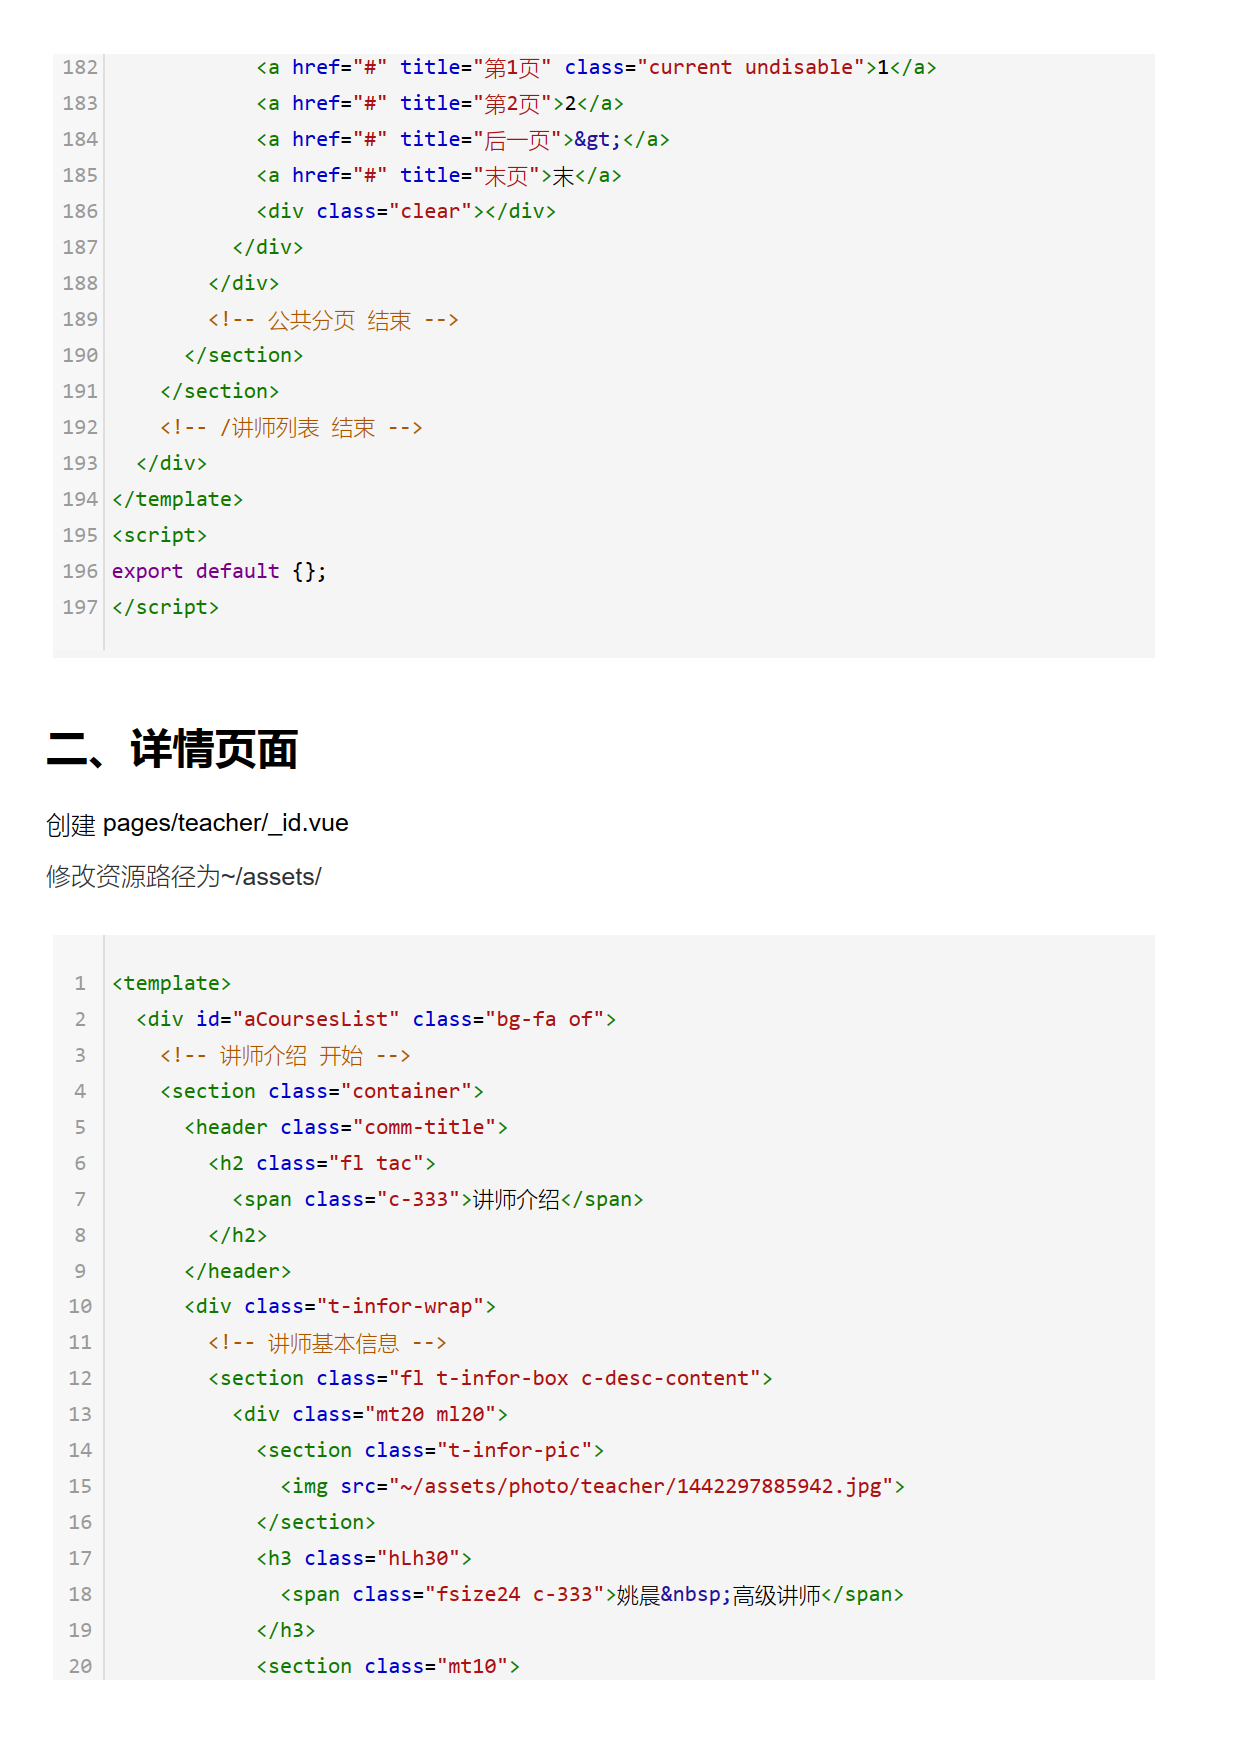 182 <a href="#" title="第1页" class="current undisable">1</a>
183 <a href="#" title="第2页">2</a>
184 <a href="#" title="后一页">&gt;</a>
185 <a href="#" title="末页">末</a>
186 <div class="clear"></div>
187 </div>
188 </div>
189 <!-- 公共分页 结束 -->
190 </section>
191 </section>
192 <!-- /讲师列表 结束 -->
193 </div>
194 </template>
195 <script>
196 export default {};
197 </script>
二、详情页面
创建 pages/teacher/_id.vue
修改资源路径为~/assets/
1 <template>
2 <div id="aCoursesList" class="bg-fa of">
3 <!-- 讲师介绍 开始 -->
4 <section class="container">
5 <header class="comm-title">
6 <h2 class="fl tac">
7 <span class="c-333">讲师介绍</span>
8 </h2>
9 </header>
10 <div class="t-infor-wrap">
11 <!-- 讲师基本信息 -->
12 <section class="fl t-infor-box c-desc-content">
13 <div class="mt20 ml20">
14 <section class="t-infor-pic">
15 <img src="~/assets/photo/teacher/1442297885942.jpg">
16 </section>
17 <h3 class="hLh30">
18 <span class="fsize24 c-333">姚晨&nbsp;高级讲师</span>
19 </h3>
20 <section class="mt10">